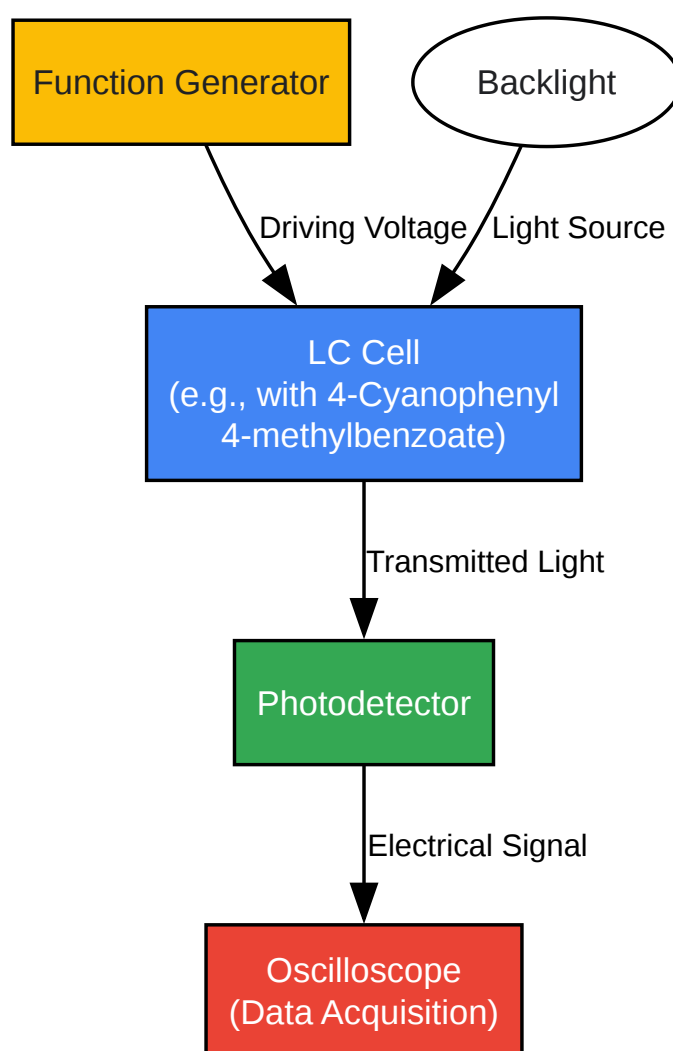 Function Generator
Backlight
Driving Voltage
Light Source
LC Cell
(e.g., with 4-Cyanophenyl
4-methylbenzoate)
Transmitted Light
Photodetector
Electrical Signal
Oscilloscope
(Data Acquisition)